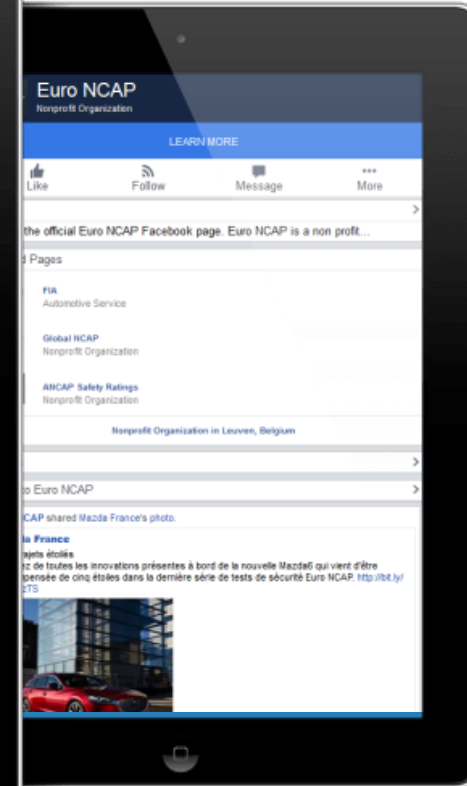 Euro NCAP
Nonprofit Organization
LEARN MORE
Like Follow Message More
the official Euro NCAP Facebook page. Euro NCAP is a non profit...
Pages
FIA
Automotive Service
Global NCAP
Nonprofit Organization
ANCAP Safety Ratings
Nonprofit Organization
Nonprofit Organization in Leuven, Belgium
o Euro NCAP
CAP shared Mazda France's photo.
a France
ajets étoilés
ez de toutes les innovations présentes à bord de la nouvelle Mazda6 qui vient d'être
pensée de cinq étoiles dans la dernière série de tests de sécurité Euro NCAP. http://bit.ly/
zTS